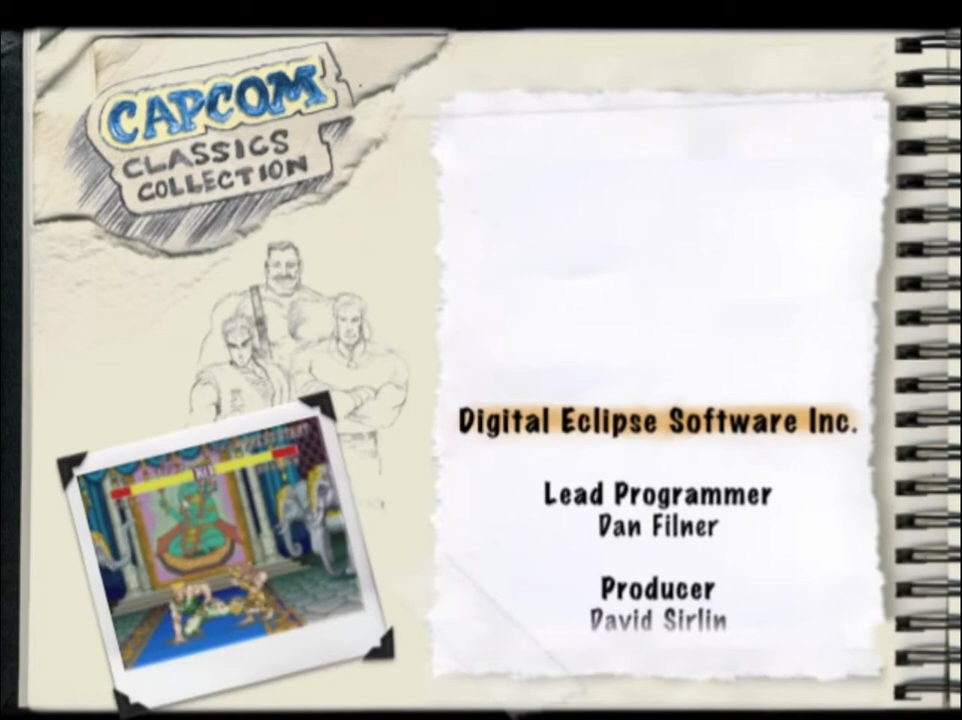 CAPCOM
CLASSICS
COLLECTION
Digital Eclipse Software Inc.
Lead Programmer
Dan Filner
Producer
David Sirlin